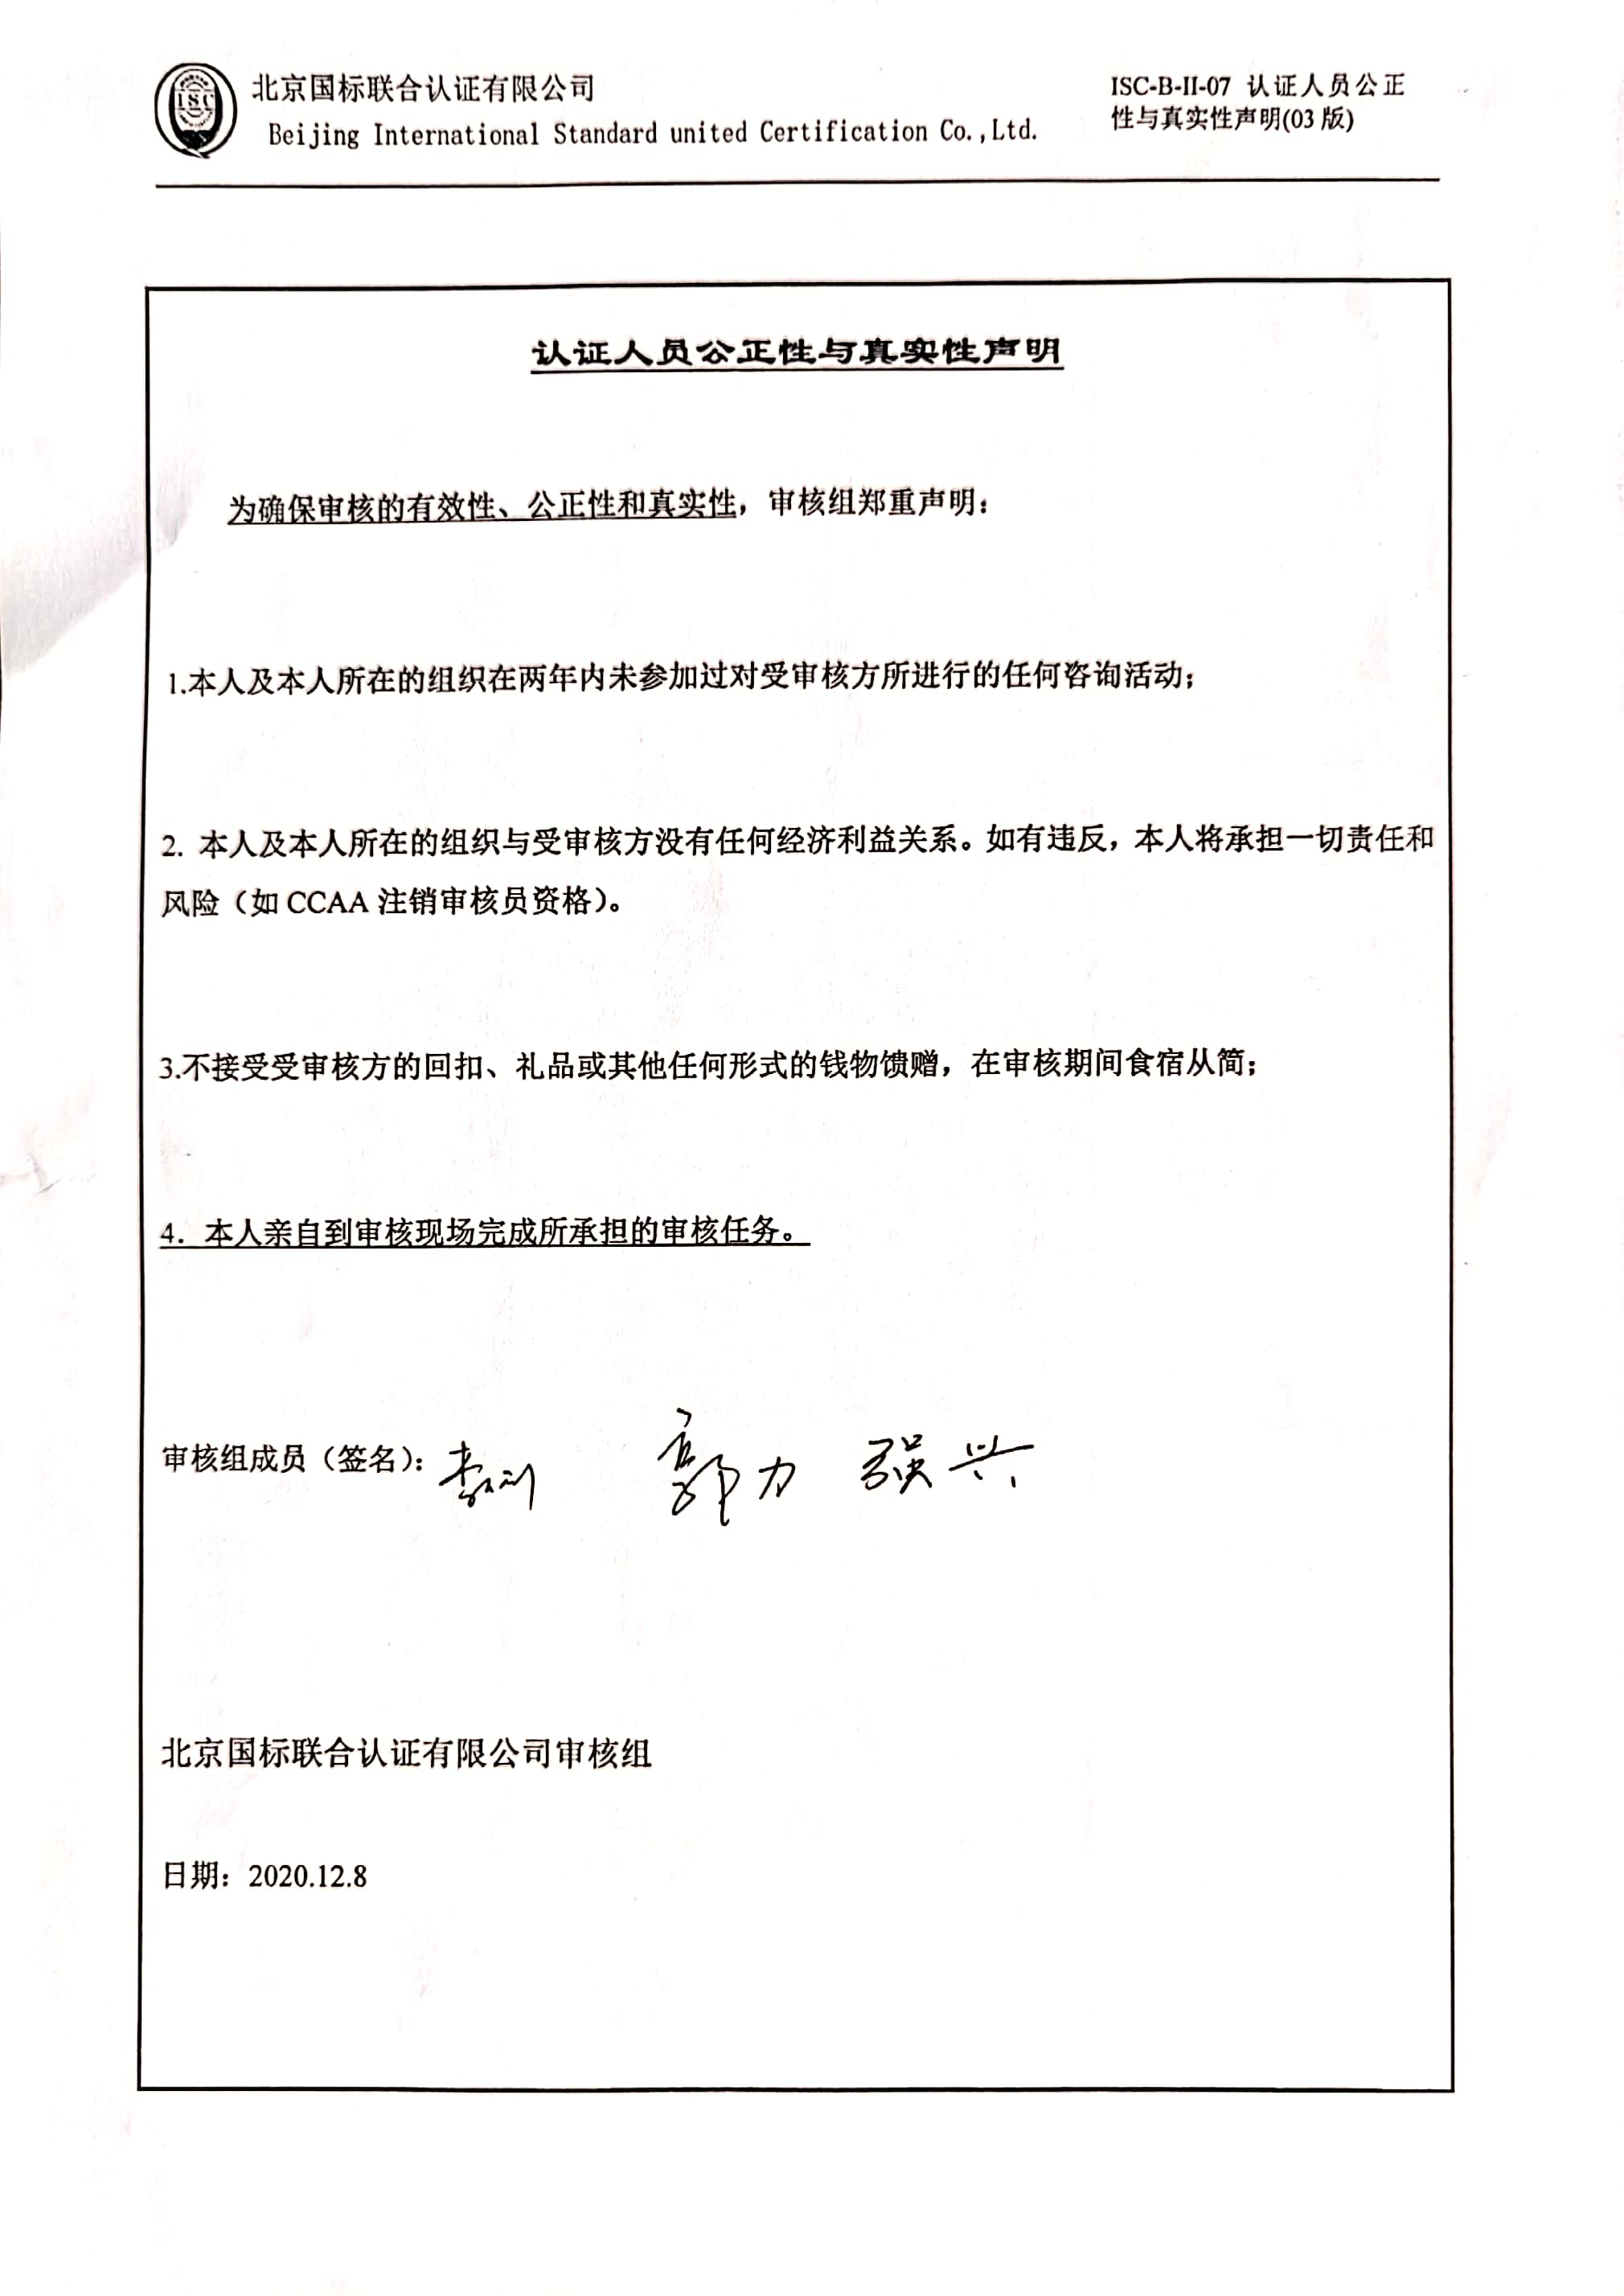 ISC
北京国标联合认证有限公司
Beijing International Standard united Certification Co.,Ltd.
ISC-B-II-07 认证人员公正
性与真实性声明(03 版)
认证人员公正性与真实性声明
为确保审核的有效性、公正性和真实性，审核组郑重声明：
1.本人及本人所在的组织在两年内未参加过对受审核方所进行的任何咨询活动；
2. 本人及本人所在的组织与受审核方没有任何经济利益关系。如有违反，本人将承担一切责任和
风险（如 CCAA 注销审核员资格）。
3.不接受受审核方的回扣、礼品或其他任何形式的钱物馈赠，在审核期间食宿从简；
4. 本人亲自到审核现场完成所承担的审核任务。
审核组成员（签名）： 郭力 强兴
北京国标联合认证有限公司审核组
日期：2020.12.8